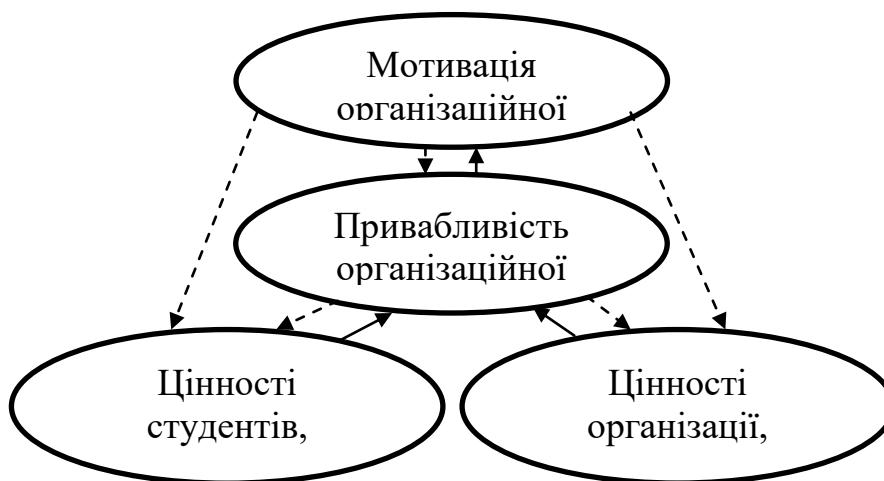 Мотивація
організаційної
Привабливість
організаційної
Цінності
студентів,
Цінності
організації,